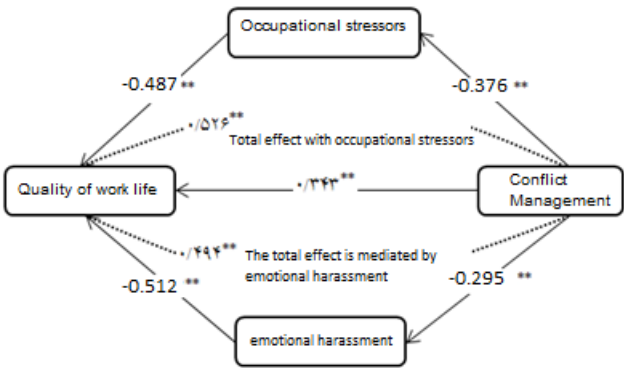 Occupational stressors
-0.487 **
-0.376 **
۰/۵۲۶**
Total effect with occupational stressors
Quality of work life
۰/۳۴۳**
Conflict
Management
۰/۴۹۴**
The total effect is mediated by
emotional harassment
-0.512 **
-0.295 **
emotional harassment